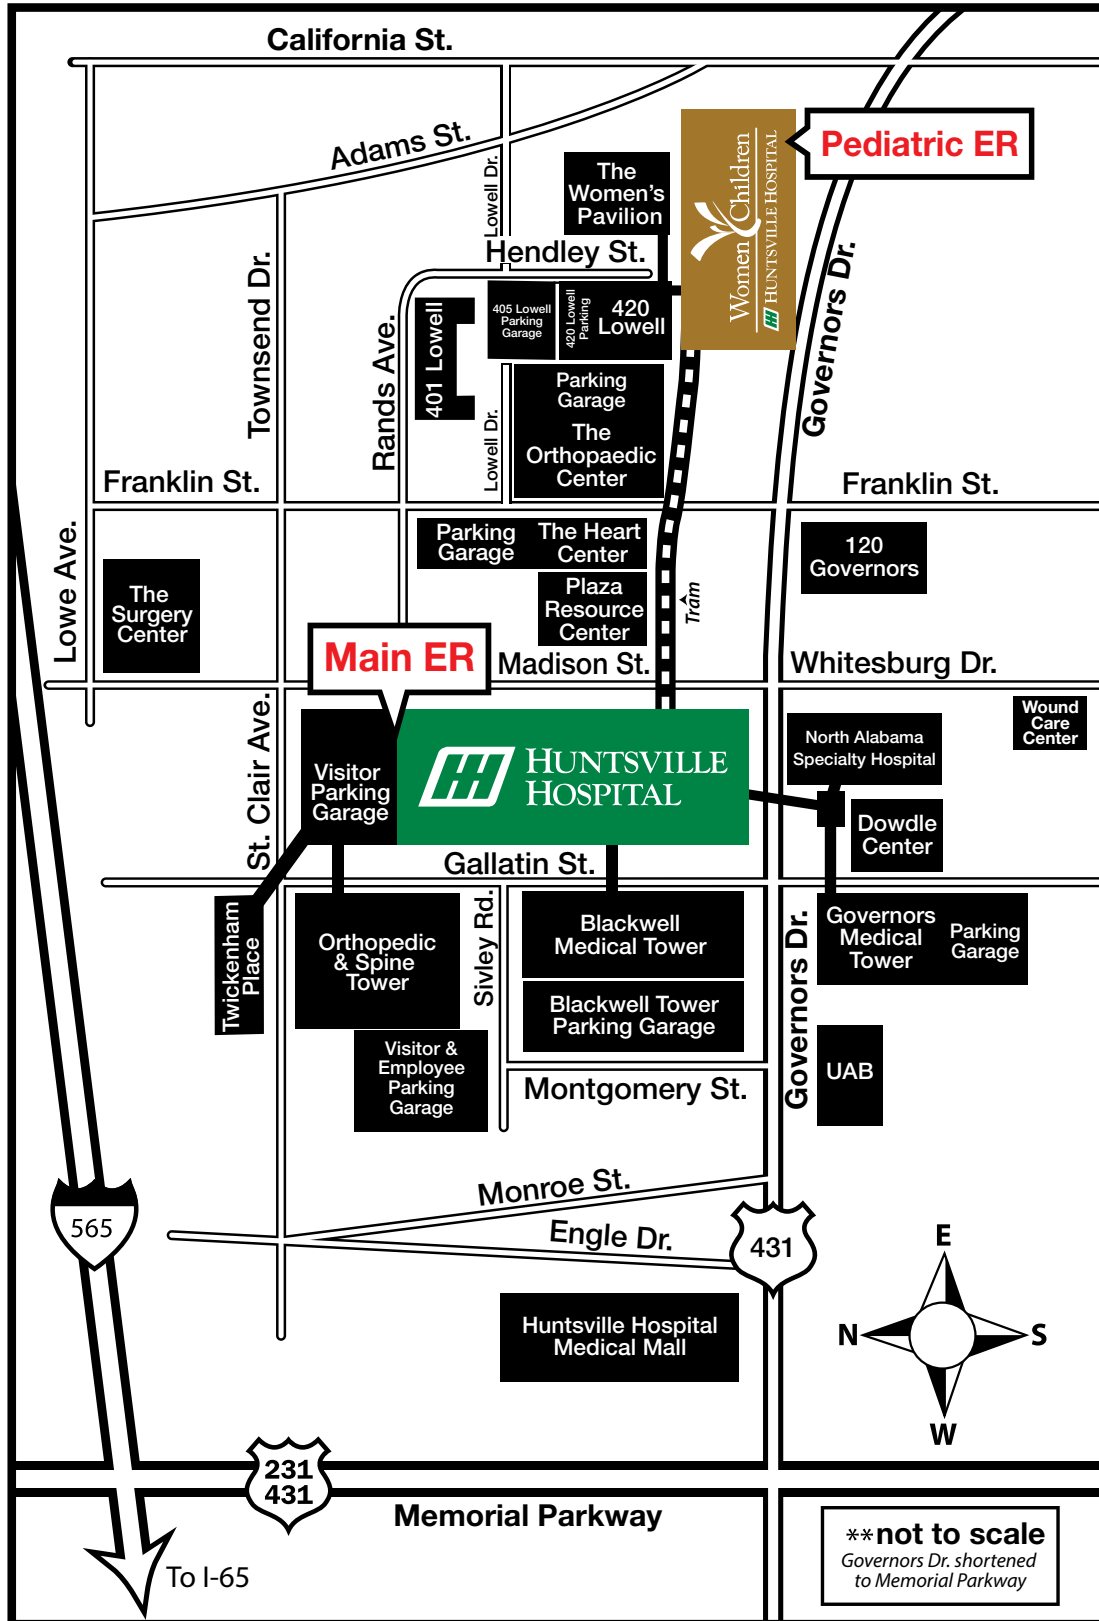 California St.
Adams St.
Lowell Dr.
The
Women's
Pavilion
Women & Children
HUNTSVILLE HOSPITAL
Pediatric ER
Hendley St.
Townsend Dr.
Rands Ave.
401 Lowell
405 Lowell
Parking
Garage
420 Lowell
Parking
420
Lowell
Governors Dr.
Parking
Garage
The
Orthopaedic
Center
Lowell Dr.
Franklin St.
Franklin St.
Lowe Ave.
Parking
Garage
The Heart
Center
120
Governors
The
Surgery
Center
Plaza
Resource
Center
Tram
Main ER
Madison St.
Whitesburg Dr.
St. Clair Ave.
Visitor
Parking
Garage
HUNTSVILLE
HOSPITAL
North Alabama
Specialty Hospital
Wound
Care
Center
Dowdle
Center
Gallatin St.
Twickenham
Place
Orthopedic
& Spine
Tower
Sivley Rd.
Blackwell
Medical Tower
Governors
Medical
Tower
Parking
Garage
Blackwell Tower
Parking Garage
Governors Dr.
Visitor &
Employee
Parking
Garage
UAB
Montgomery St.
Monroe St.
Engle Dr.
565
431
E
N
S
W
Huntsville Hospital
Medical Mall
231
431
Memorial Parkway
To I-65
**not to scale
Governors Dr. shortened
to Memorial Parkway